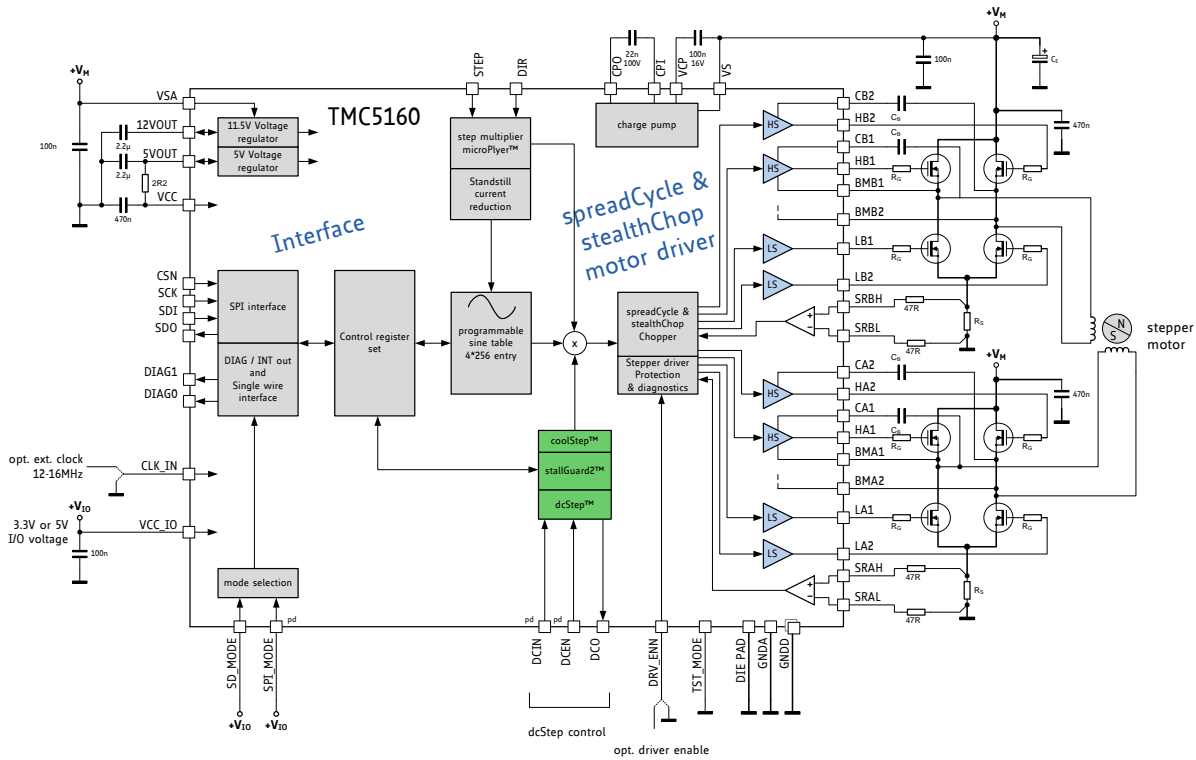 +VM
+VM
STEP
DIR
CPO
22n
100V
CPI
VCP
100n
16V
VS
100n
CE
VSA
TMC5160
100n
12VOUT
2.2µ
5VOUT
2.2µ
2R2
VCC
470n
11.5V Voltage
regulator
5V Voltage
regulator
step multiplier
microPlyer™
Standstill
current
reduction
charge pump
Interface
spreadCycle &
stealthChop
motor driver
HS
CB2
CB
HB2
470n
CB1
CB
HS
HB1
RG
RG
BMB1
BMB2
LS
LB1
RG
RG
LS
LB2
SRBH
47R
RS
SRBL
47R
+
−
N
S
stepper
motor
CSN
SCK
SDI
SDO
SPI interface
DIAG1
DIAG0
DIAG / INT out
and
Single wire
interface
Control register
set
programmable
sine table
4*256 entry
x
spreadCycle &
stealthChop
Chopper
Stepper driver
Protection
& diagnostics
+VM
CA2
CB
HS
HA2
470n
CA1
CB
HS
HA1
RG
RG
BMA1
BMA2
LS
LA1
RG
RG
LS
LA2
SRAH
47R
RS
SRAL
47R
+
−
coolStep™
stallGuard2™
dcStep™
opt. ext. clock
12-16MHz
CLK_IN
+VIO
3.3V or 5V
I/O voltage
VCC_IO
100n
mode selection
pd
pd
pd
SD_MODE
SPI_MODE
DCIN
DCEN
DCO
DRV_ENN
TST_MODE
DIE PAD
GNDA
GNDD
+VIO
+VIO
dcStep control
opt. driver enable